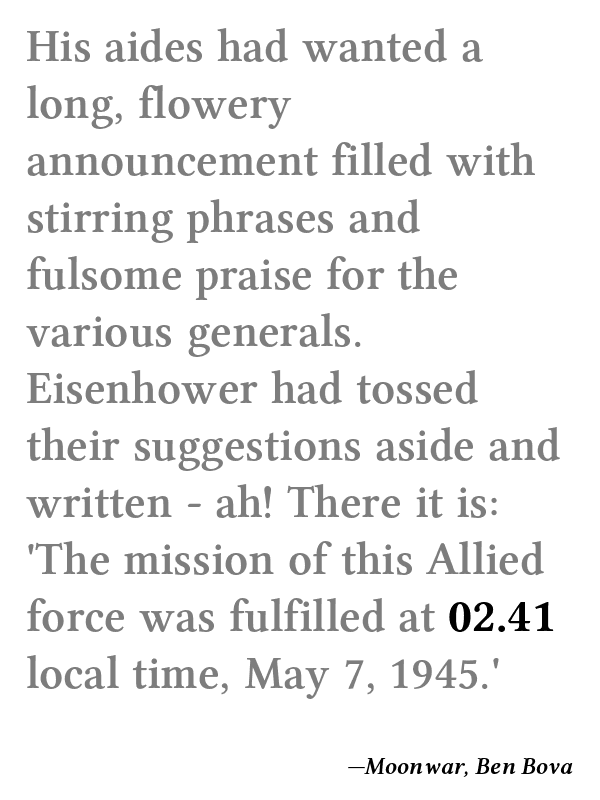 His aides had wanted a
long, flowery
announcement filled with
stirring phrases and
fulsome praise for the
various generals.
Eisenhower had tossed
their suggestions aside and
written - ah! There it is:
'The mission of this Allied
force was fulfilled at 02.41
local time, May 7, 1945.'
—Moonwar, Ben Bova